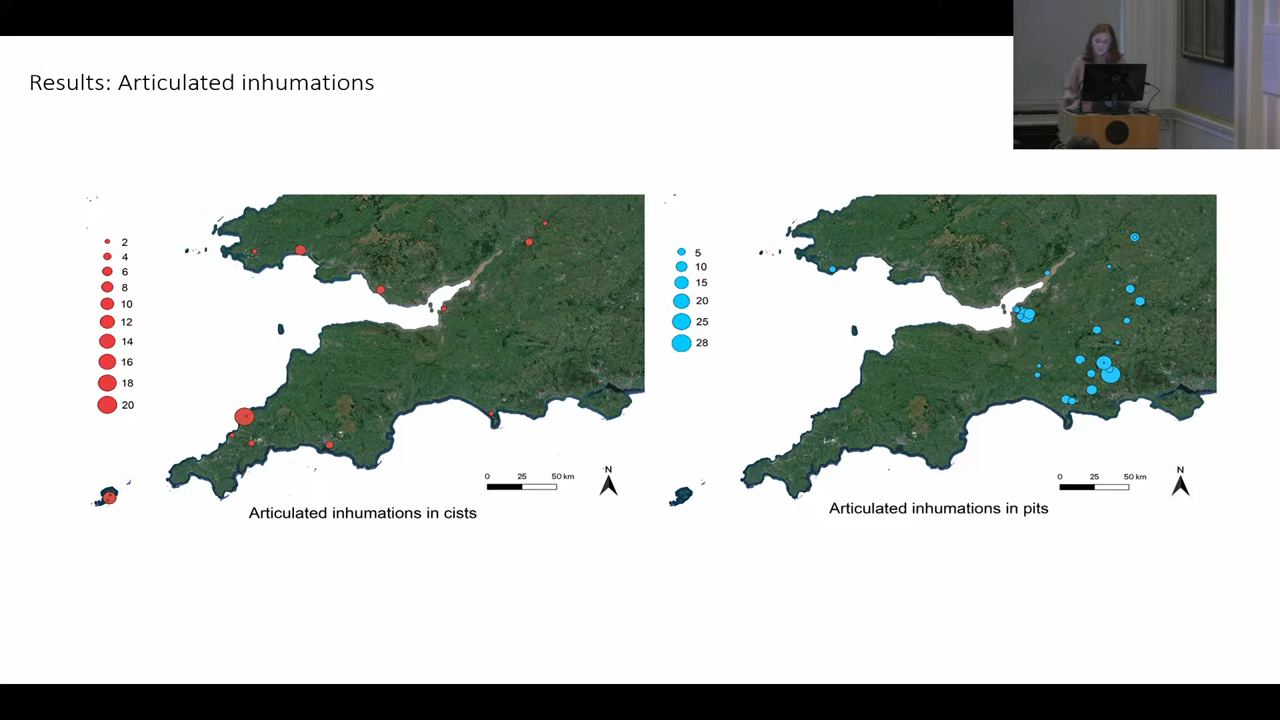 Results: Articulated inhumations
2
4
6
8
10
12
14
16
18
20
0 25 50 km
N
Articulated inhumations in cists
5
10
15
20
25
28
0 25 50 km
N
Articulated inhumations in pits